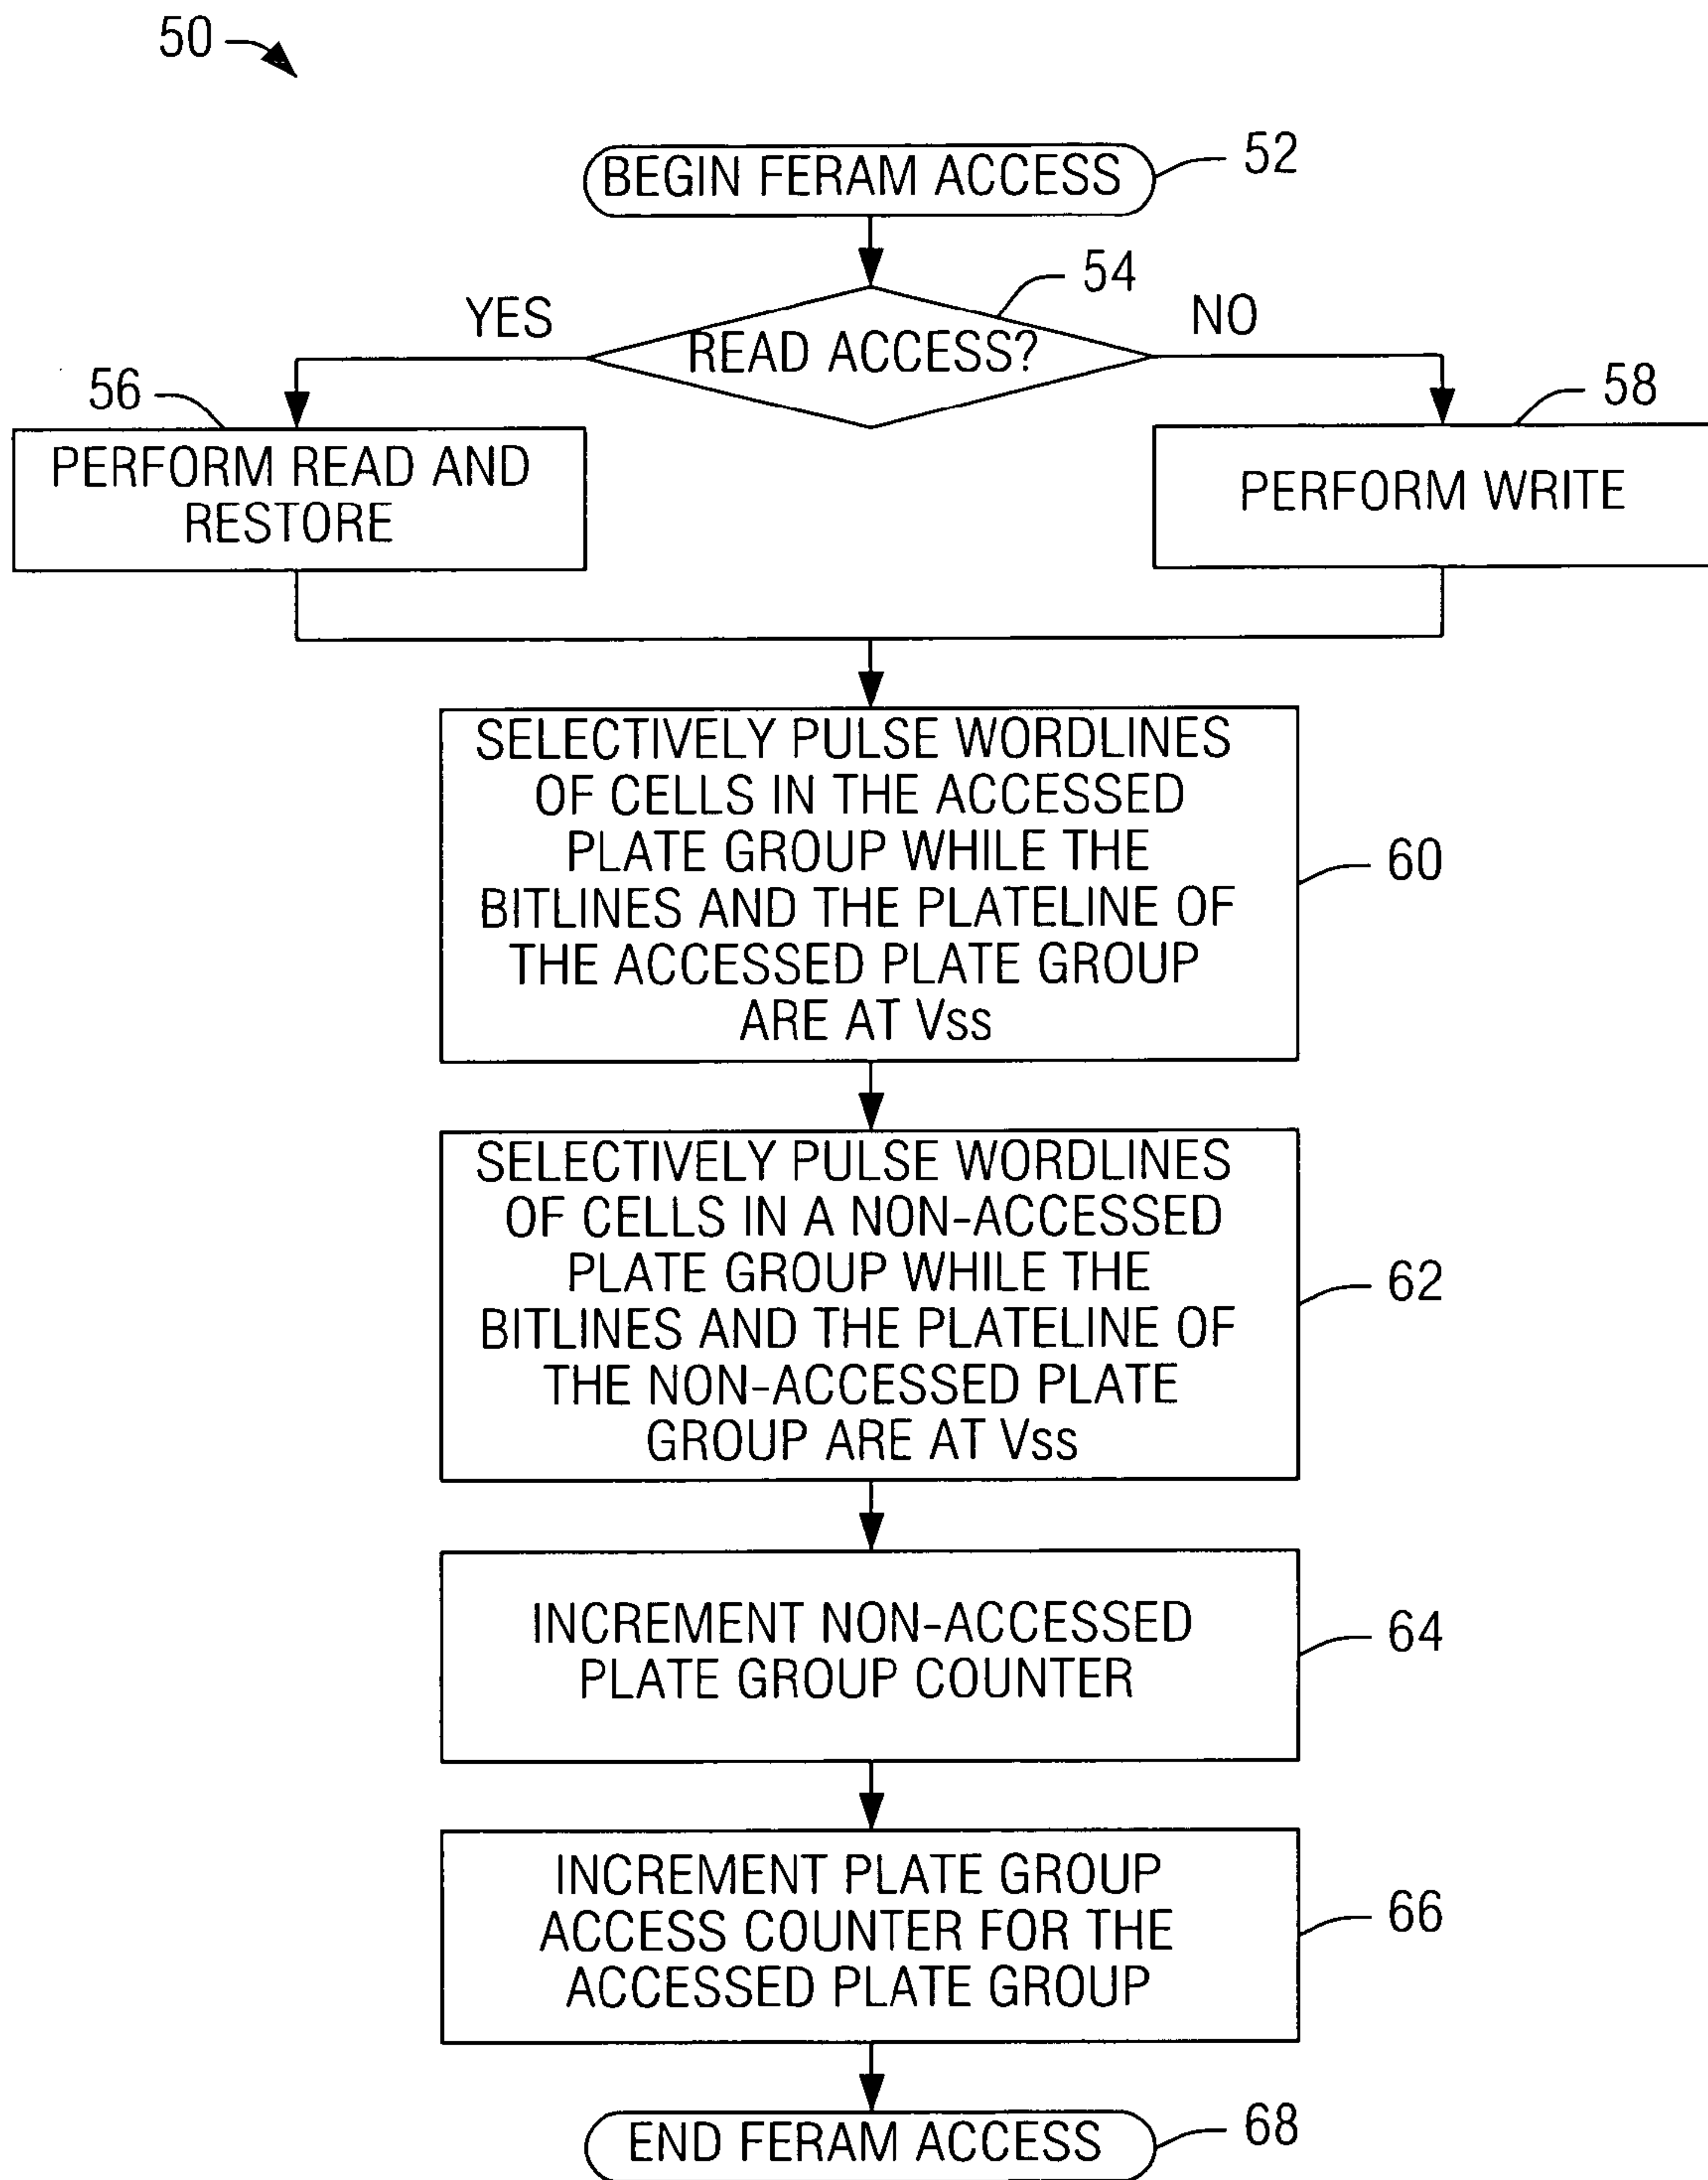 50
BEGIN FERAM ACCESS
52
54
YES
READ ACCESS?
NO
56
58
PERFORM READ AND
RESTORE
PERFORM WRITE
SELECTIVELY PULSE WORDLINES
OF CELLS IN THE ACCESSED
PLATE GROUP WHILE THE
BITLINES AND THE PLATELINE OF
THE ACCESSED PLATE GROUP
ARE AT Vss
60
SELECTIVELY PULSE WORDLINES
OF CELLS IN A NON-ACCESSED
PLATE GROUP WHILE THE
BITLINES AND THE PLATELINE OF
THE NON-ACCESSED PLATE
GROUP ARE AT Vss
62
INCREMENT NON-ACCESSED
PLATE GROUP COUNTER
64
INCREMENT PLATE GROUP
ACCESS COUNTER FOR THE
ACCESSED PLATE GROUP
66
END FERAM ACCESS
68